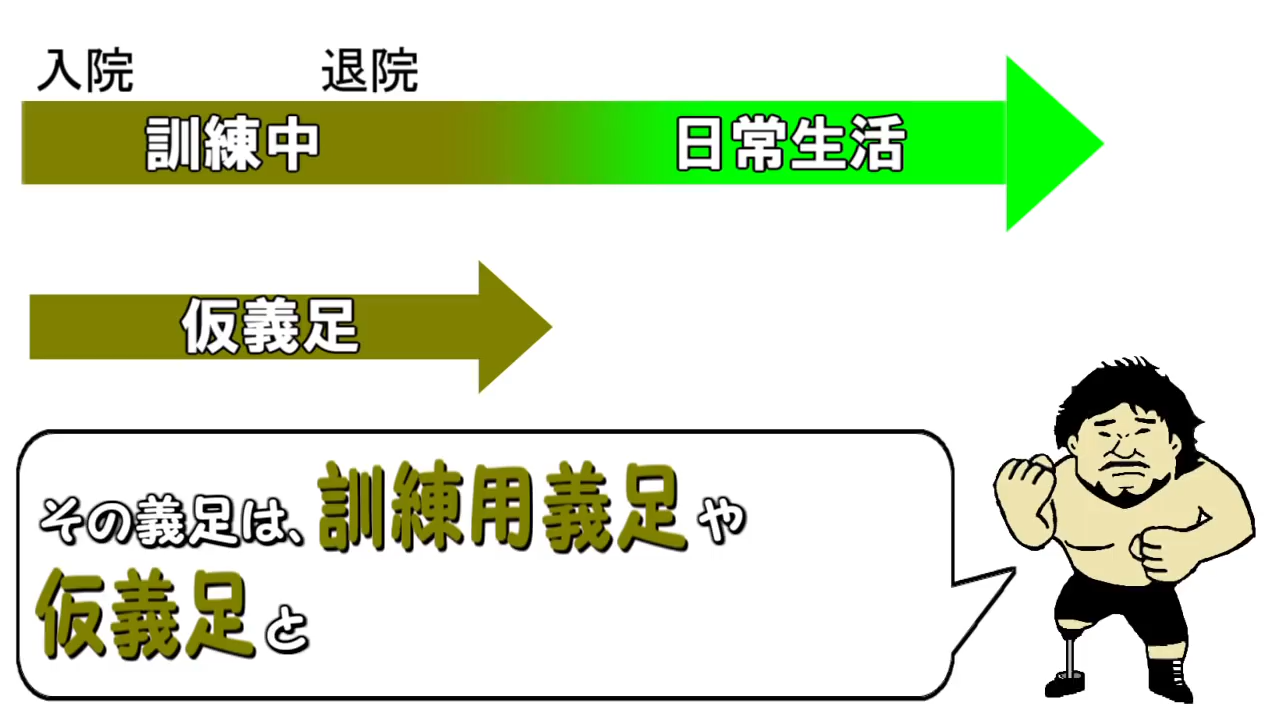 入院 退院
訓練中 日常生活
仮義足
その義足は、訓練用義足や
仮義足と